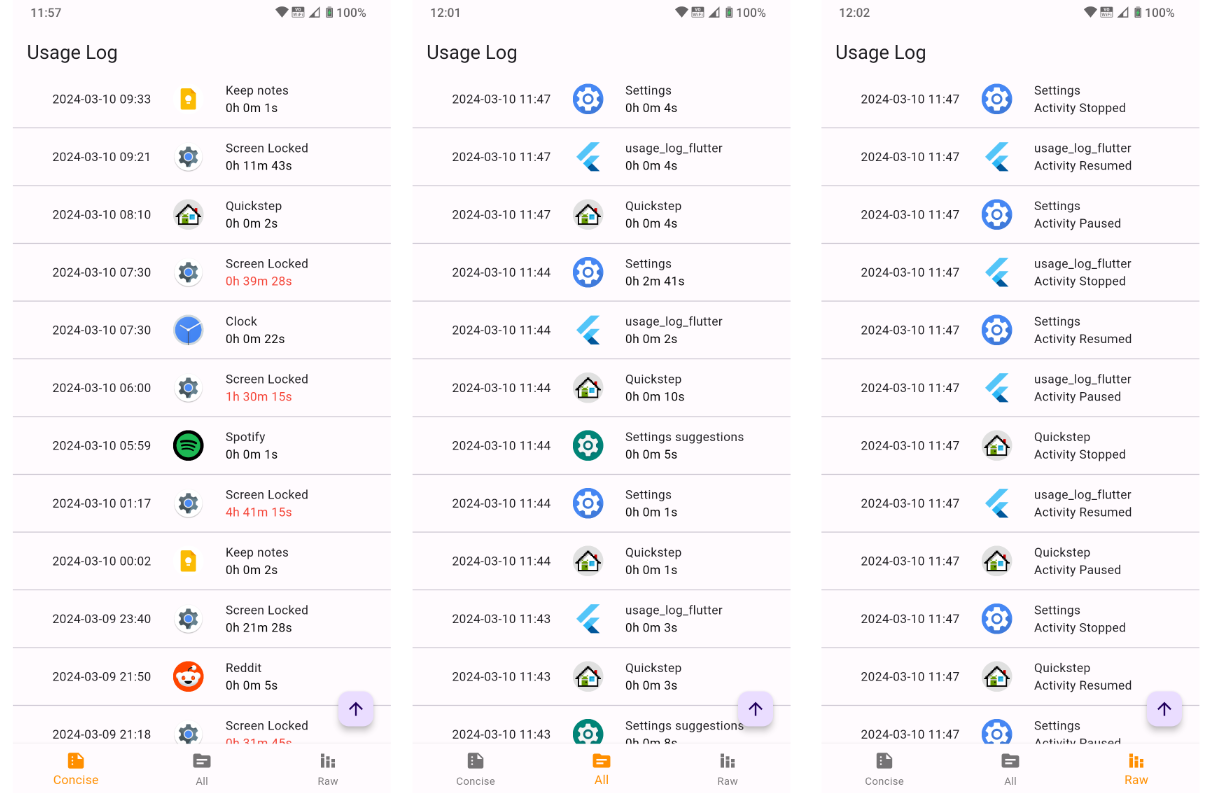 11:57
100%
Usage Log
2024-03-10 09:33
Keep notes
0h 0m 1s
2024-03-10 09:21
Screen Locked
0h 11m 43s
2024-03-10 08:10
Quickstep
0h 0m 2s
2024-03-10 07:30
Screen Locked
0h 39m 28s
2024-03-10 07:30
Clock
0h 0m 22s
2024-03-10 06:00
Screen Locked
1h 30m 15s
2024-03-10 05:59
Spotify
0h 0m 1s
2024-03-10 01:17
Screen Locked
4h 41m 15s
2024-03-10 00:02
Keep notes
0h 0m 2s
2024-03-09 23:40
Screen Locked
0h 21m 28s
2024-03-09 21:50
Reddit
0h 0m 5s
2024-03-09 21:18
Screen Locked
0h 31m 45s
Concise
All
Raw
12:01
100%
Usage Log
2024-03-10 11:47
Settings
0h 0m 4s
2024-03-10 11:47
usage_log_flutter
0h 0m 4s
2024-03-10 11:47
Quickstep
0h 0m 4s
2024-03-10 11:44
Settings
0h 2m 41s
2024-03-10 11:44
usage_log_flutter
0h 0m 2s
2024-03-10 11:44
Quickstep
0h 0m 10s
2024-03-10 11:44
Settings suggestions
0h 0m 5s
2024-03-10 11:44
Settings
0h 0m 1s
2024-03-10 11:44
Quickstep
0h 0m 1s
2024-03-10 11:43
usage_log_flutter
0h 0m 3s
2024-03-10 11:43
Quickstep
0h 0m 3s
2024-03-10 11:43
Settings suggestions
0h 0m 8s
Concise
All
Raw
12:02
100%
Usage Log
2024-03-10 11:47
Settings
Activity Stopped
2024-03-10 11:47
usage_log_flutter
Activity Resumed
2024-03-10 11:47
Settings
Activity Paused
2024-03-10 11:47
usage_log_flutter
Activity Stopped
2024-03-10 11:47
Settings
Activity Resumed
2024-03-10 11:47
usage_log_flutter
Activity Paused
2024-03-10 11:47
Quickstep
Activity Stopped
2024-03-10 11:47
usage_log_flutter
Activity Resumed
2024-03-10 11:47
Quickstep
Activity Paused
2024-03-10 11:47
Settings
Activity Stopped
2024-03-10 11:47
Quickstep
Activity Resumed
2024-03-10 11:47
Settings
Activity Paused
Concise
All
Raw